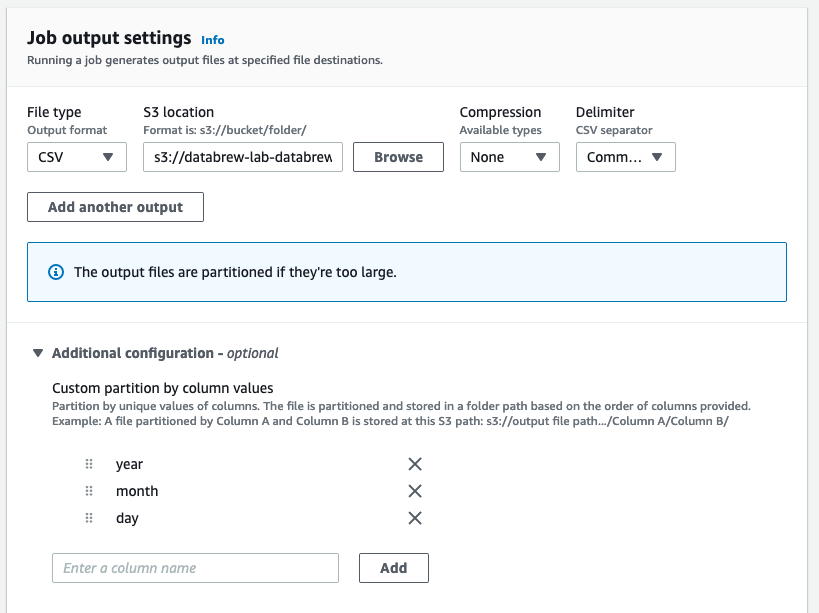 Job output settings Info
Running a job generates output files at specified file destinations.
File type
Output format
CSV
S3 location
Format is: s3://bucket/folder/
s3://databrew-lab-databrew
Browse
Compression
Available types
None
Delimiter
CSV separator
Comm...
Add another output
The output files are partitioned if they're too large.
Additional configuration - optional
Custom partition by column values
Partition by unique values of columns. The file is partitioned and stored in a folder path based on the order of columns provided.
Example: A file partitioned by Column A and Column B is stored at this S3 path: s3://output file path.../Column A/Column B/
year
month
day
Enter a column name
Add